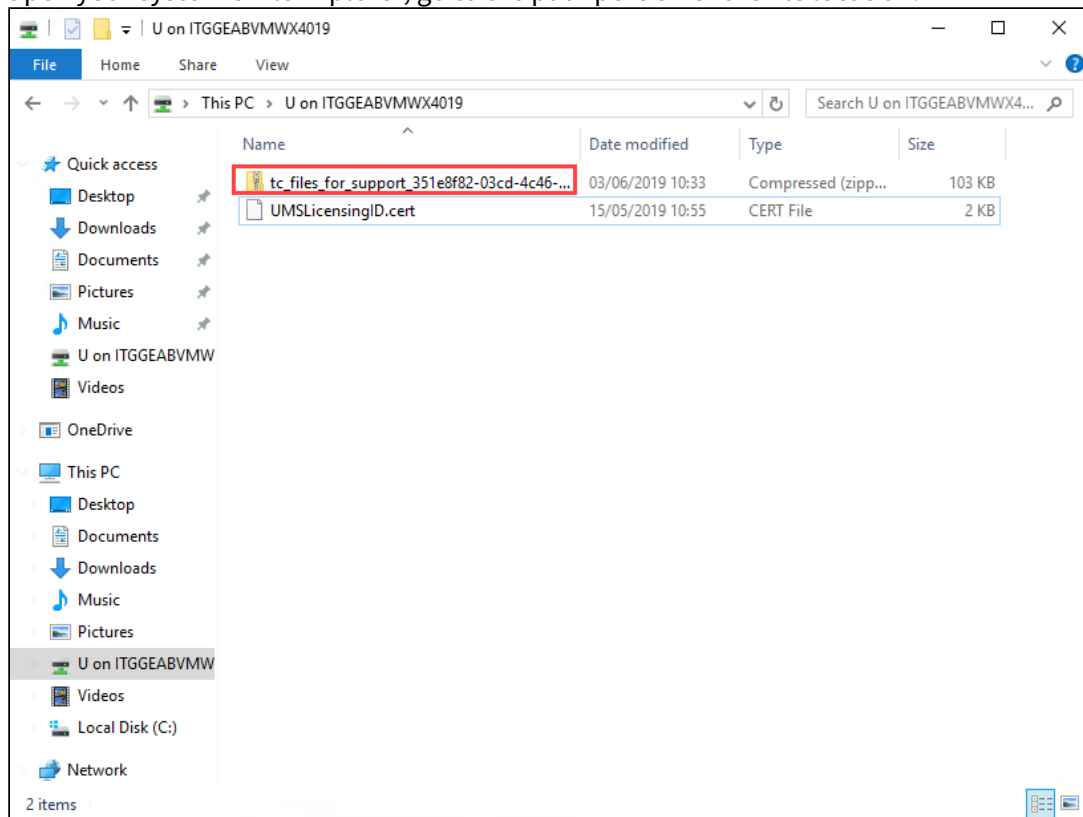 U on ITGGEABVMWX4019
File Home Share View
This PC > U on ITGGEABVMWX4019
Search U on ITGGEABVMWX4...
Name Date modified Type Size
tc_files_for_support_351e8f82-03cd-4c46-... 03/06/2019 10:33 Compressed (zipp... 103 KB
UMSLicensingID.cert 15/05/2019 10:55 CERT File 2 KB
Quick access
Desktop
Downloads
Documents
Pictures
Music
U on ITGGEABVMW
Videos
OneDrive
This PC
Desktop
Documents
Downloads
Music
Pictures
U on ITGGEABVMW
Videos
Local Disk (C:)
Network
2 items